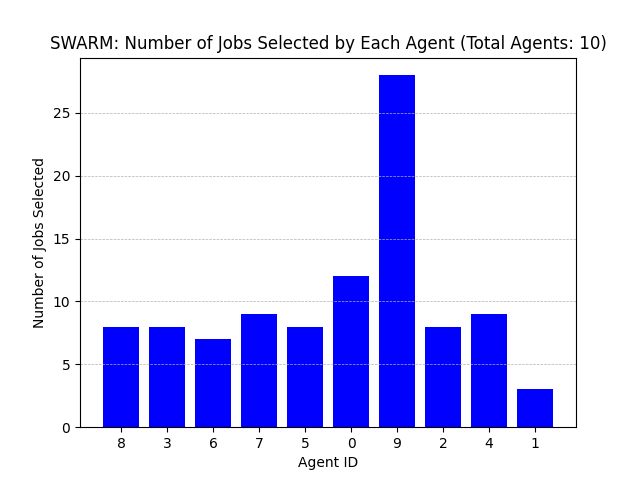 SWARM: Number of Jobs Selected by Each Agent (Total Agents: 10)
Number of Jobs Selected
25
20
15
10
5
0
8 3 6 7 5 0 9 2 4 1
Agent ID